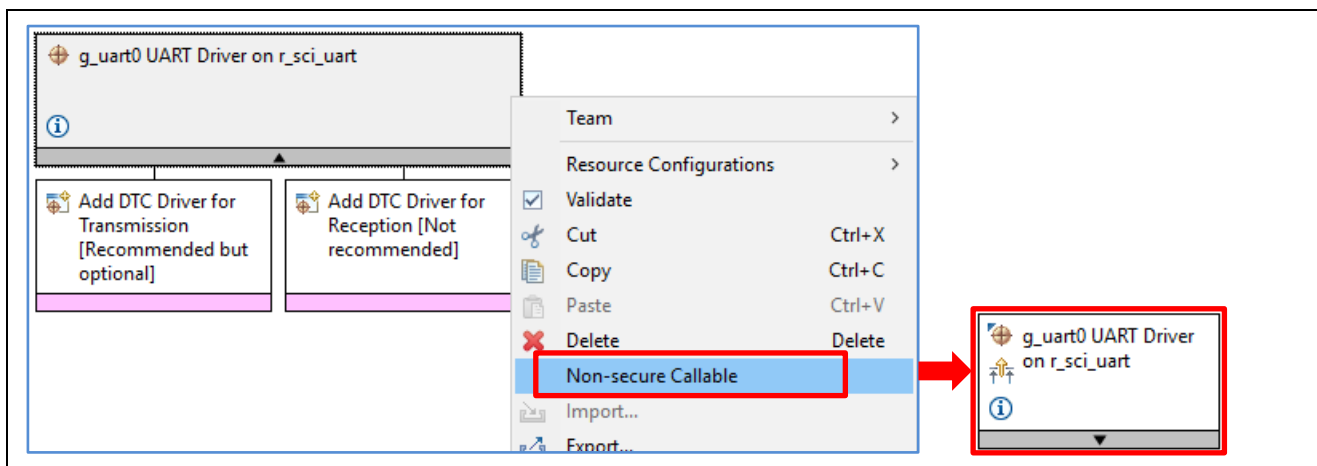 g_uart0 UART Driver on r_sci_uart
Add DTC Driver for
Transmission
[Recommended but
optional]
Add DTC Driver for
Reception [Not
recommended]
Team
Resource Configurations
Validate
Cut Ctrl+X
Copy Ctrl+C
Paste Ctrl+V
Delete Delete
Non-secure Callable
Import...
Export...
g_uart0 UART Driver
on r_sci_uart